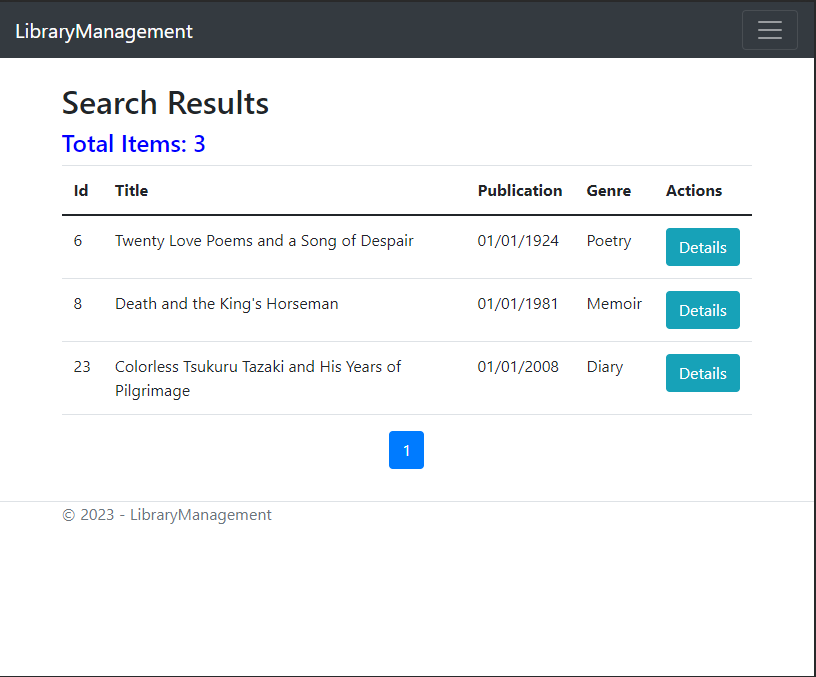 LibraryManagement
Search Results
Total Items: 3
Id Title Publication Genre Actions
6 Twenty Love Poems and a Song of Despair 01/01/1924 Poetry Details
8 Death and the King's Horseman 01/01/1981 Memoir Details
23 Colorless Tsukuru Tazaki and His Years of 01/01/2008 Diary Details
Pilgrimage
1
© 2023 - LibraryManagement